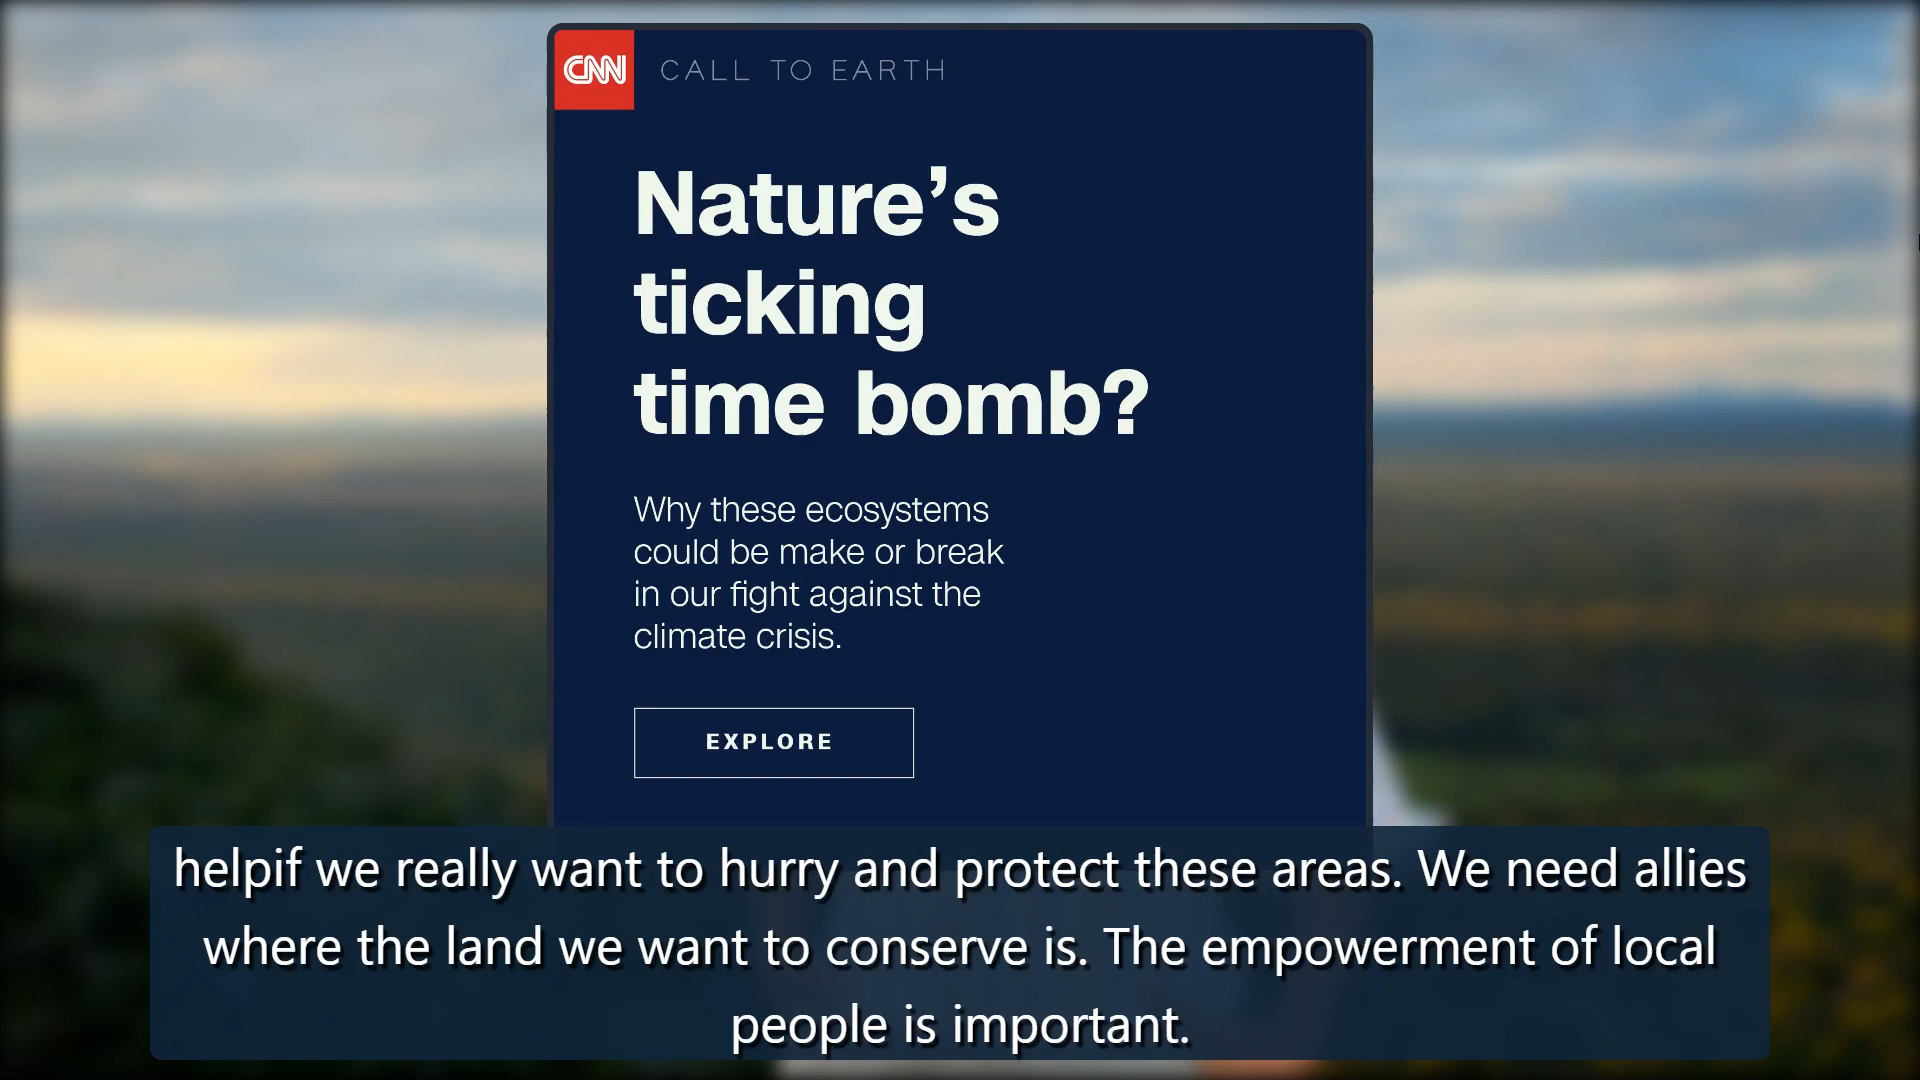 CNN CALL TO EARTH
Nature’s
ticking
time bomb?
Why these ecosystems
could be make or break
in our fight against the
climate crisis.
EXPLORE
helpif we really want to hurry and protect these areas. We need allies
where the land we want to conserve is. The empowerment of local
people is important.